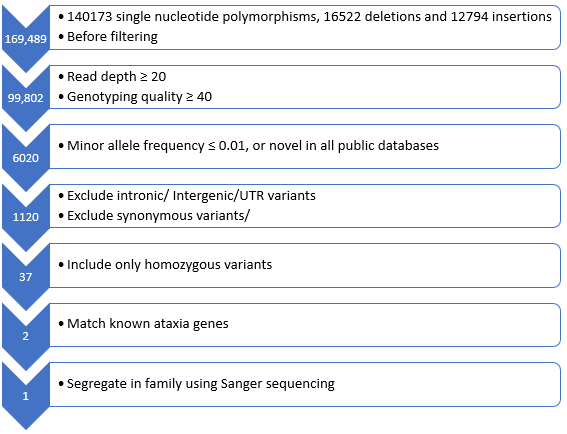 • 140173 single nucleotide polymorphisms, 16522 deletions and 12794 insertions
169,489
• Before filtering
• Read depth ≥ 20
99,802
• Genotyping quality ≥ 40
6020
• Minor allele frequency ≤ 0.01, or novel in all public databases
• Exclude intronic/ Intergenic/UTR variants
1120
• Exclude synonymous variants/
37
• Include only homozygous variants
2
• Match known ataxia genes
1
• Segregate in family using Sanger sequencing